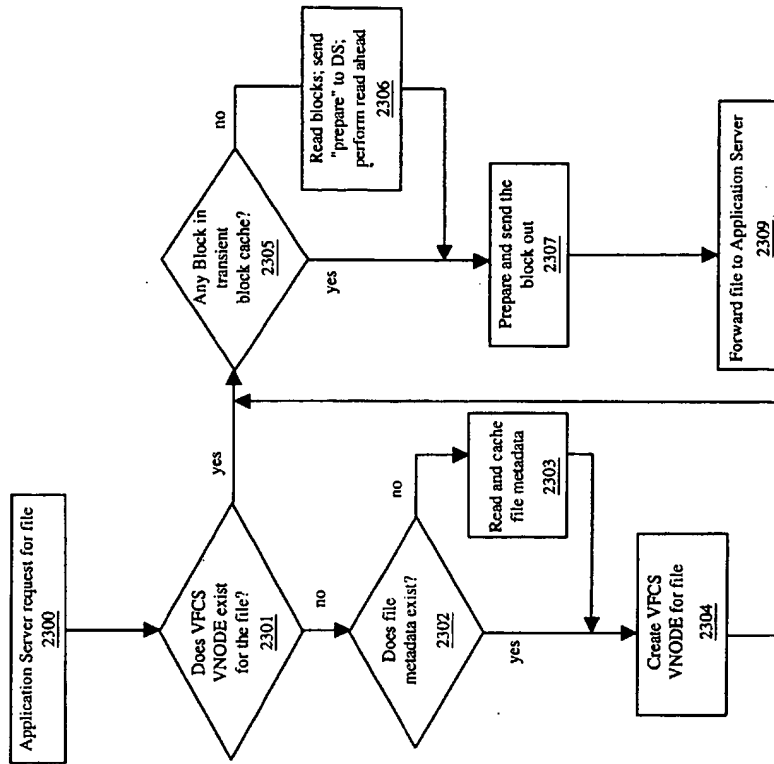 Application Server request for file
2300
Does VFCS
VNODE exist
for the file?
2301
yes
no
Does file
metadata exist?
2302
no
yes
Read and cache
file metadata
2303
Create VFCS
VNODE for file
2304
Any Block in
transient
block cache?
2305
no
yes
Read blocks; send
"prepare" to DS;
perform read ahead
2306
Prepare and send the
block out
2307
Forward file to Application Server
2309